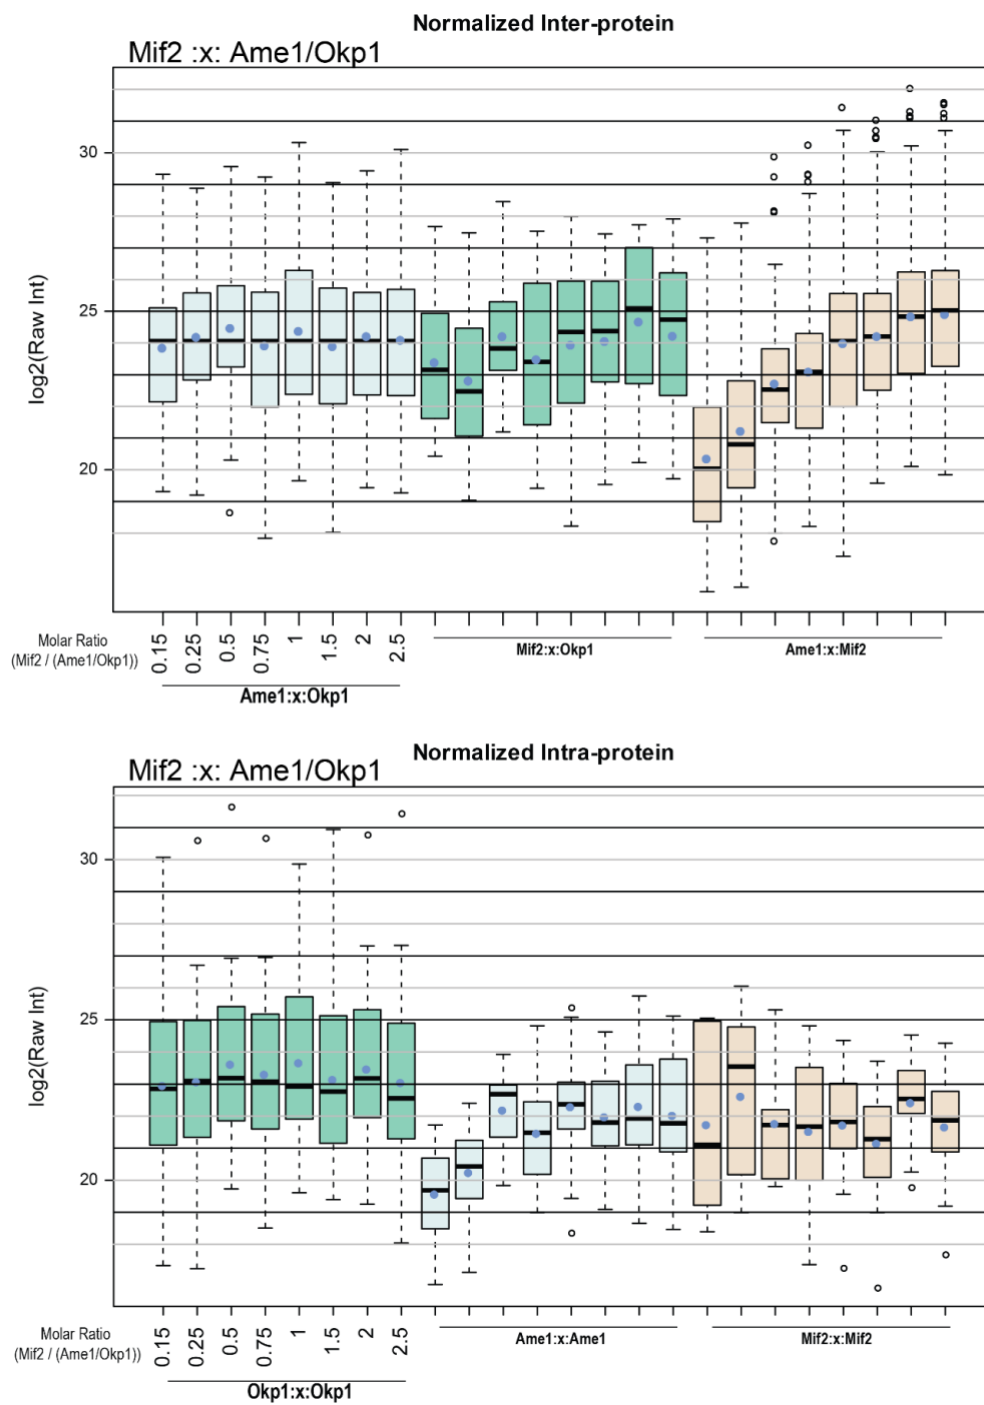 Normalized Inter-protein
Mif2 :x: Ame1/Okp1
log2(Raw Int)
30
25
20
Molar Ratio
(Mif2 / (Ame1/Okp1))
0.15
0.25
0.5
0.75
1
1.5
2
2.5
Ame1:x:Okp1
Mif2:x:Okp1
Ame1:x:Mif2
Normalized Intra-protein
Mif2 :x: Ame1/Okp1
log2(Raw Int)
30
25
20
Molar Ratio
(Mif2 / (Ame1/Okp1))
0.15
0.25
0.5
0.75
1
1.5
2
2.5
Okp1:x:Okp1
Ame1:x:Ame1
Mif2:x:Mif2